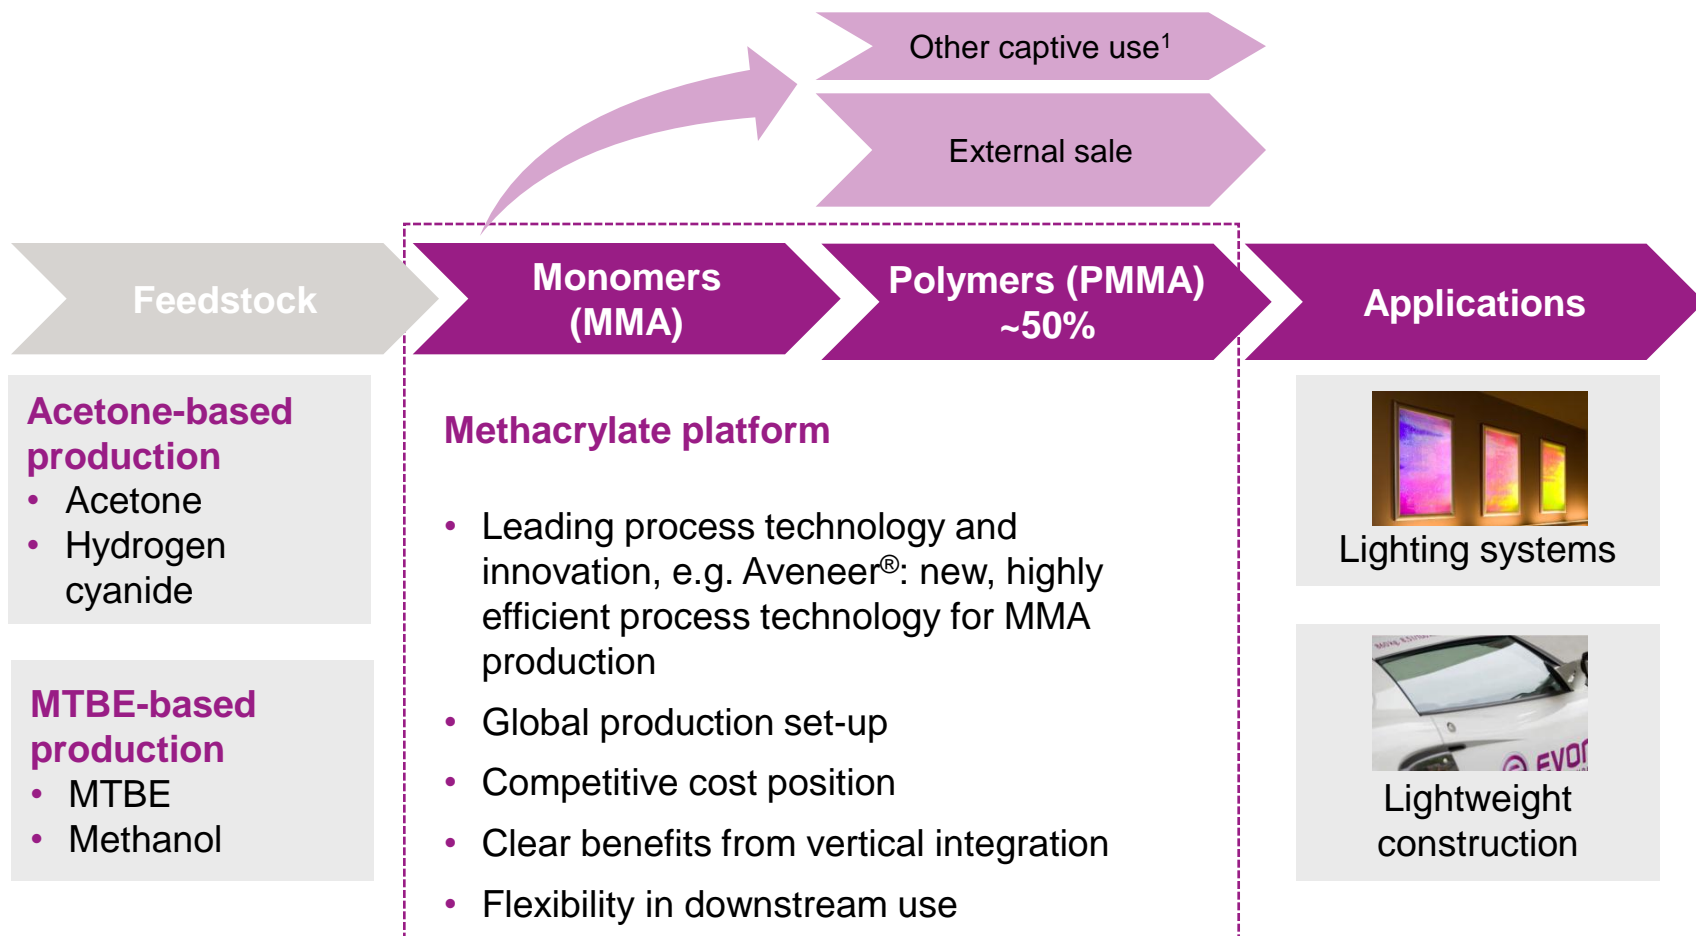 Other captive use¹
External sale
Feedstock
Monomers
(MMA)
Polymers (PMMA)
~50%
Applications
Acetone-based
production
• Acetone
• Hydrogen
cyanide
MTBE-based
production
• MTBE
• Methanol
Methacrylate platform
• Leading process technology and
innovation, e.g. Aveneer®: new, highly
efficient process technology for MMA
production
• Global production set-up
• Competitive cost position
• Clear benefits from vertical integration
• Flexibility in downstream use
Lighting systems
Lightweight
construction